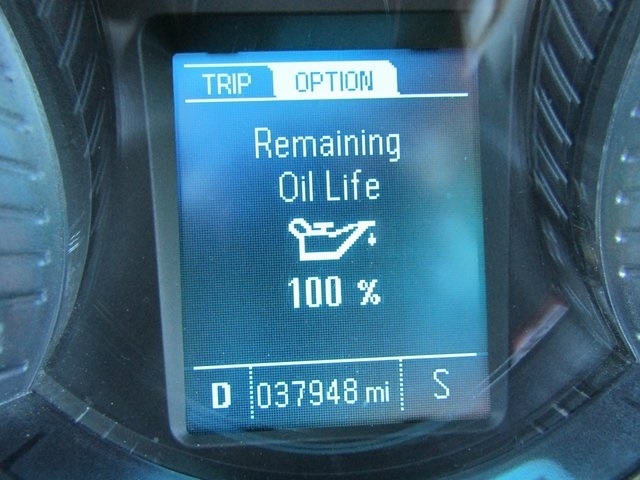 TRIP OPTION
Remaining
Oil Life
100 %
D 037948 mi S